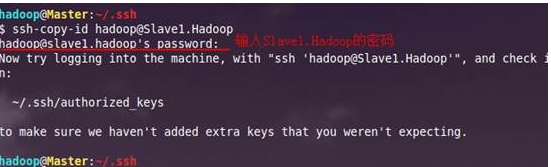 hadoop@Master:~/.ssh
$ ssh-copy-id hadoop@Slave1.Hadoop
hadoop@slave1.hadoop's password: 输入Slave1.Hadoop的密码
Now try logging into the machine, with "ssh 'hadoop@Slave1.Hadoop'", and check i
n:
~/.ssh/authorized_keys
to make sure we haven't added extra keys that you weren't expecting.
hadoop@Master:~/.ssh